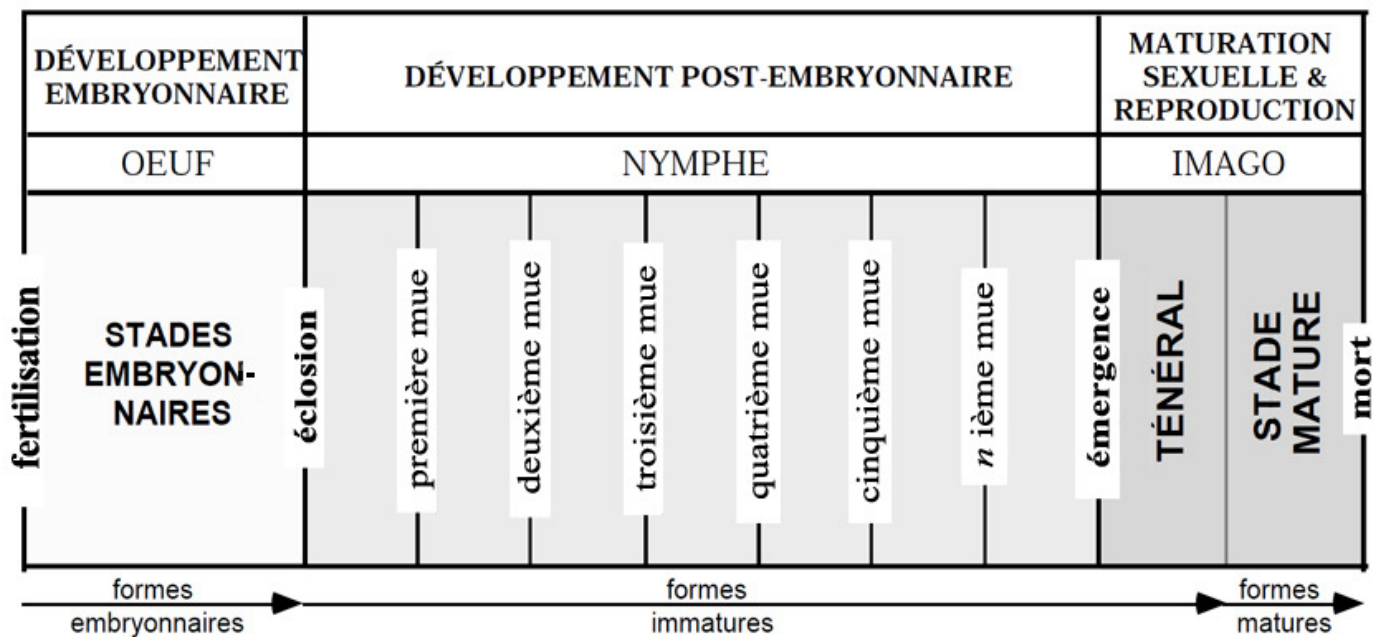 DÉVELOPPEMENT
EMBRYONNAIRE
DÉVELOPPEMENT POST-EMBRYONNAIRE
MATURATION
SEXUELLE &
REPRODUCTION
OEUF
NYMPHE
IMAGO
fertilisation
STADES
EMBRYON-
NAIRES
éclosion
première mue
deuxième mue
troisième mue
quatrième mue
cinquième mue
n ième mue
émergence
TÉNÉRAL
STADE
MATURE
mort
formes
embryonnaires
formes
immatures
formes
matures